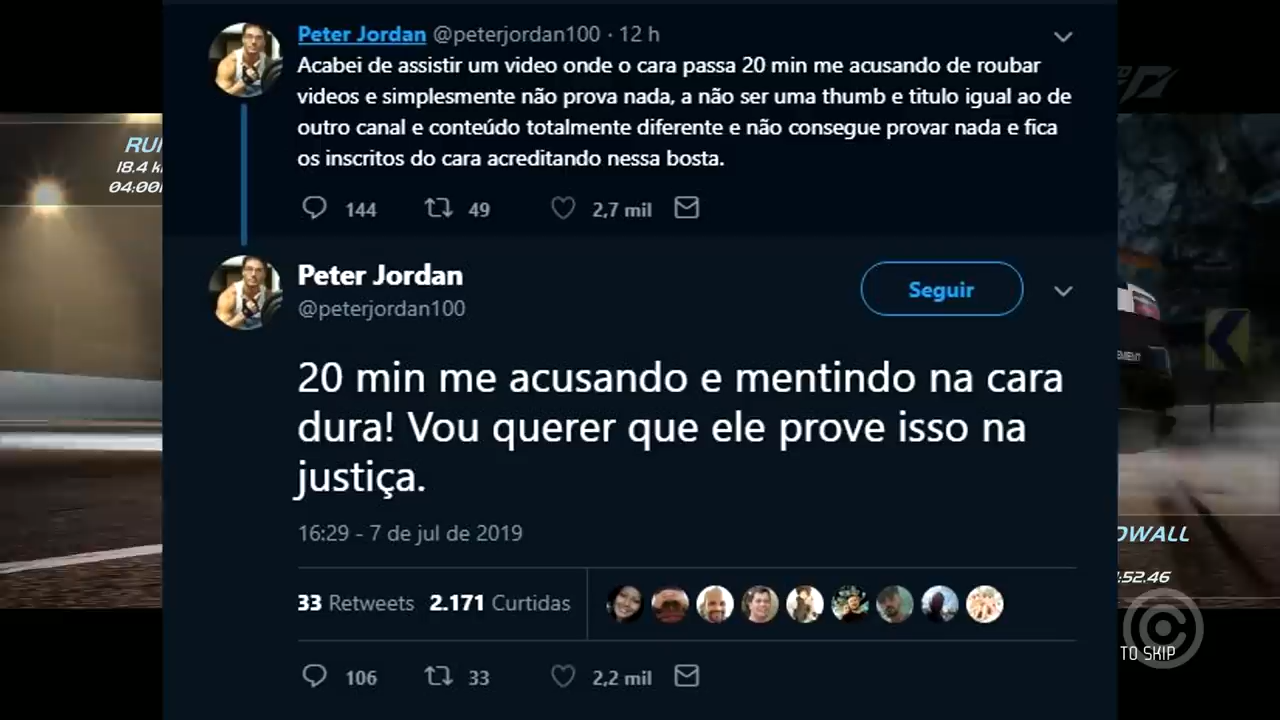 Peter Jordan @peterjordan100 · 12 h
Acabei de assistir um video onde o cara passa 20 min me acusando de roubar
videos e simplesmente não prova nada, a não ser uma thumb e titulo igual ao de
outro canal e conteúdo totalmente diferente e não consegue provar nada e fica
os inscritos do cara acreditando nessa bosta.
144 49 2,7 mil
Peter Jordan
@peterjordan100
Seguir
20 min me acusando e mentindo na cara
dura! Vou querer que ele prove isso na
justiça.
16:29 - 7 de jul de 2019
33 Retweets 2.171 Curtidas
106 33 2,2 mil
18.4
04:00
:52.46
TO SKIP